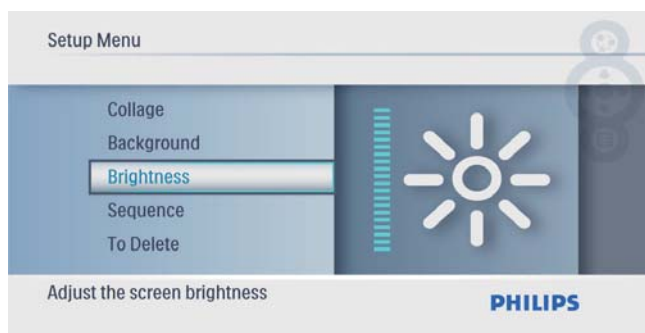 Setup Menu
Collage
Background
Brightness
Sequence
To Delete
Adjust the screen brightness
PHILIPS